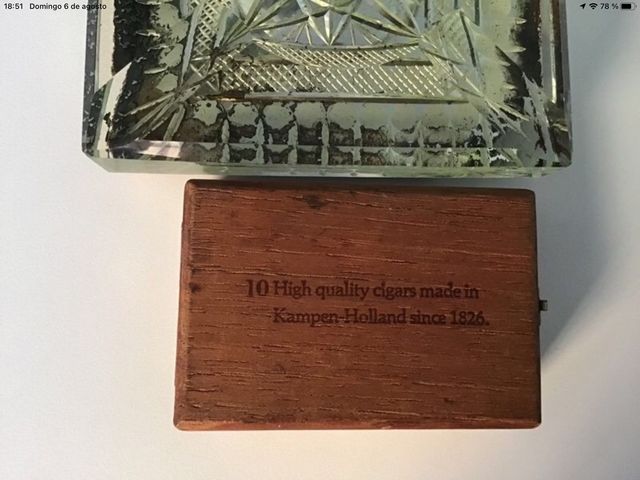 18:51 Domingo 6 de agosto 78 %
10 High quality cigars made in
Kampen-Holland since 1826.